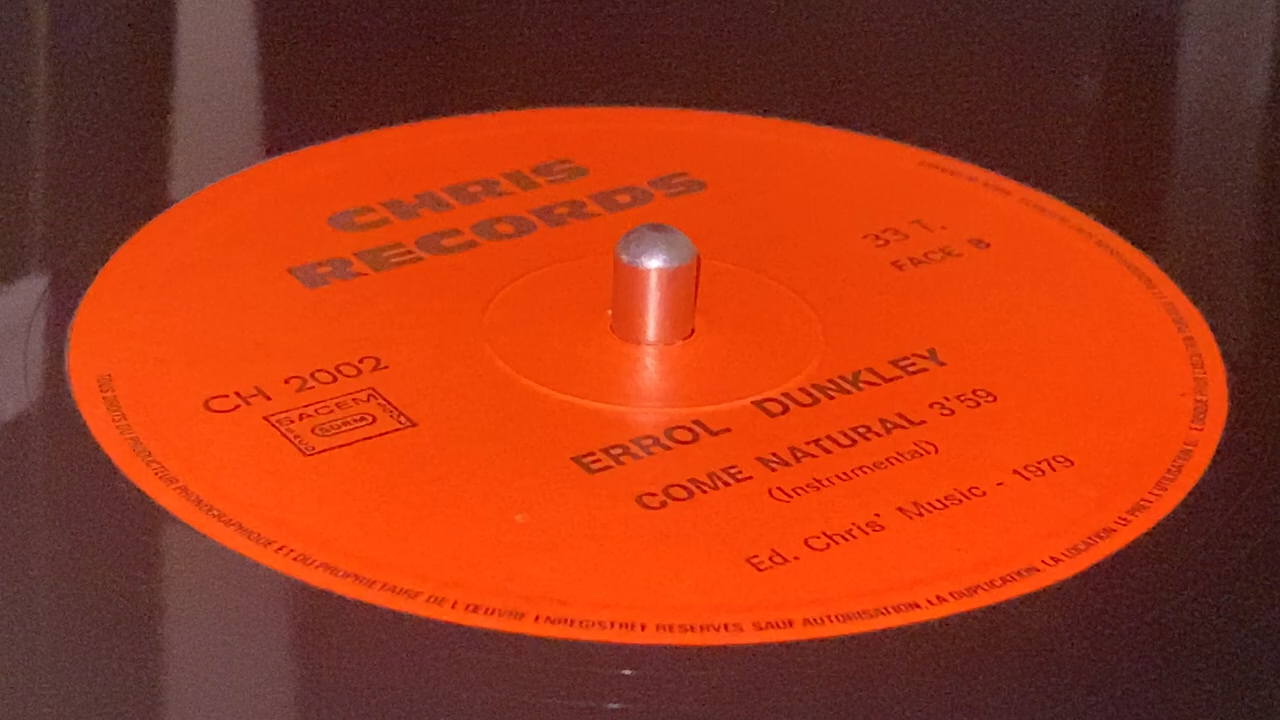 CHRIS
RECORDS
33 T.
FACE B
CH 2002
SACEM
SDRM
ERROL DUNKLEY
COME NATURAL 3'59
(Instrumental)
Ed. Chris' Music - 1979
TOUS DROITS DU PRODUCTEUR PHONOGRAPHIQUE ET DU PROPRIETAIRE DE L'ŒUVRE ENREGISTREE RESERVES SAUF AUTORISATION, LA DUPLICATION, LA LOCATION LE PRET, L'UTILISATION